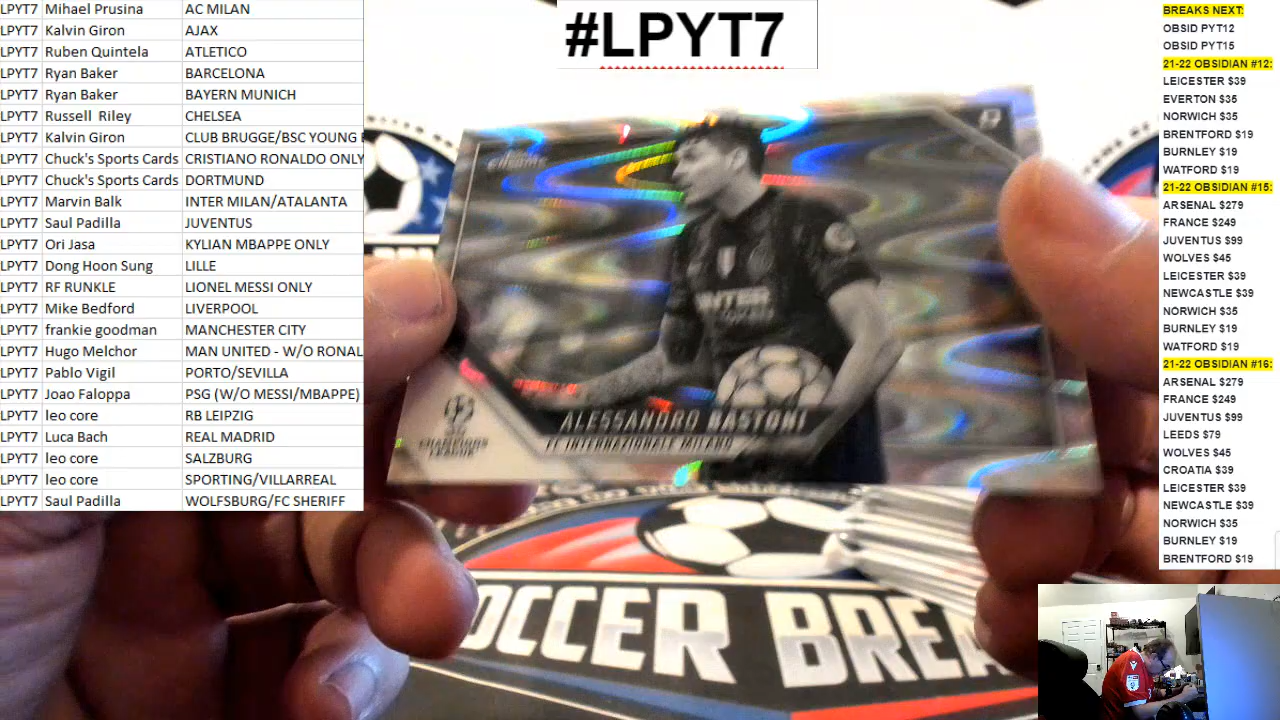 LPYT7 Mihael Prusina AC MILAN
LPYT7 Kalvin Giron AJAX
LPYT7 Ruben Quintela ATLETICO
LPYT7 Ryan Baker BARCELONA
LPYT7 Ryan Baker BAYERN MUNICH
LPYT7 Russell Riley CHELSEA
LPYT7 Kalvin Giron CLUB BRUGGE/BSC YOUNG
LPYT7 Chuck's Sports Cards CRISTIANO RONALDO ONLY
LPYT7 Chuck's Sports Cards DORTMUND
LPYT7 Marvin Balk INTER MILAN/ATALANTA
LPYT7 Saul Padilla JUVENTUS
LPYT7 Ori Jasa KYLIAN MBAPPE ONLY
LPYT7 Dong Hoon Sung LILLE
LPYT7 RF RUNKLE LIONEL MESSI ONLY
LPYT7 Mike Bedford LIVERPOOL
LPYT7 frankie goodman MANCHESTER CITY
LPYT7 Hugo Melchor MAN UNITED - W/O RONAL
LPYT7 Pablo Vigil PORTO/SEVILLA
LPYT7 Joao Faloppa PSG (W/O MESSI/MBAPPE)
LPYT7 leo core RB LEIPZIG
LPYT7 Luca Bach REAL MADRID
LPYT7 leo core SALZBURG
LPYT7 leo core SPORTING/VILLARREAL
LPYT7 Saul Padilla WOLFSBURG/FC SHERIFF
#LPYT7
CHROME
INTER
ALESSANDRO BASTONI
FC INTERNAZIONALE MILANO
CHAMPIONS
LEAGUE
SOCCER BREA
BREAKS NEXT:
OBSID PYT12
OBSID PYT15
21-22 OBSIDIAN #12:
LEICESTER $39
EVERTON $35
NORWICH $35
BRENTFORD $19
BURNLEY $19
WATFORD $19
21-22 OBSIDIAN #15:
ARSENAL $279
FRANCE $249
JUVENTUS $99
WOLVES $45
LEICESTER $39
NEWCASTLE $39
NORWICH $35
BURNLEY $19
WATFORD $19
21-22 OBSIDIAN #16:
ARSENAL $279
FRANCE $249
JUVENTUS $99
LEEDS $79
WOLVES $45
CROATIA $39
LEICESTER $39
NEWCASTLE $39
NORWICH $35
BURNLEY $19
BRENTFORD $19